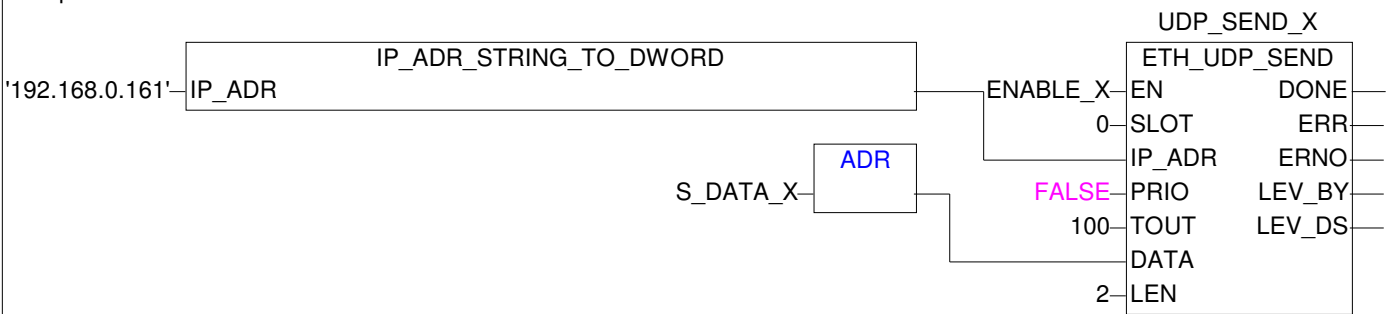 UDP_SEND_X
IP_ADR_STRING_TO_DWORD
ETH_UDP_SEND
'192.168.0.161' IP_ADR
ENABLE_X EN DONE
0 SLOT ERR
ADR
IP_ADR ERNO
S_DATA_X
FALSE PRIO LEV_BY
100 TOUT LEV_DS
DATA
2 LEN